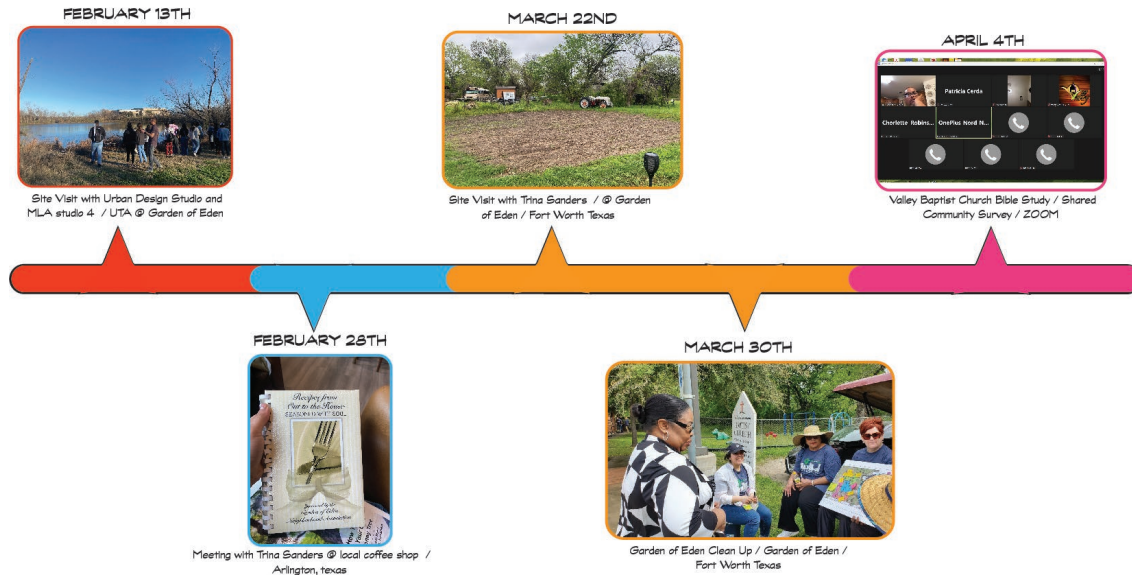 FEBRUARY 13TH
Site Visit with Urban Design Studio and
MLA studio 4 / UTA @ Garden of Eden
FEBRUARY 28TH
Recipes from
Out to the House
Meeting with Trina Sanders @ local coffee shop /
Arlington, texas
MARCH 22ND
Site Visit with Trina Sanders / @ Garden
of Eden / Fort Worth Texas
MARCH 30TH
Garden of Eden Clean Up / Garden of Eden /
Fort Worth Texas
APRIL 4TH
Patricia Cerda
Cherlette Robins...
OnePlus Nord N...
Valley Baptist Church Bible Study / Shared
Community Survey / ZOOM